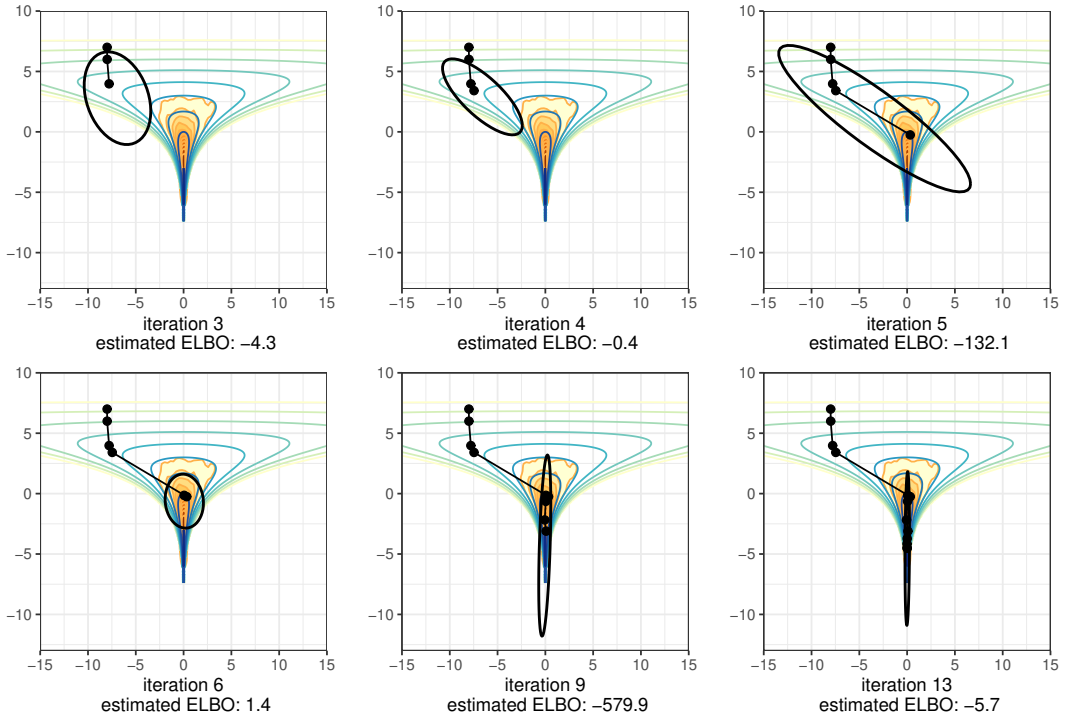 10
5
0
−5
−10
−15 −10 −5 0 5 10 15
iteration 3
estimated ELBO: −4.3
10
5
0
−5
−10
−15 −10 −5 0 5 10 15
iteration 4
estimated ELBO: −0.4
10
5
0
−5
−10
−15 −10 −5 0 5 10 15
iteration 5
estimated ELBO: −132.1
10
5
0
−5
−10
−15 −10 −5 0 5 10 15
iteration 6
estimated ELBO: 1.4
10
5
0
−5
−10
−15 −10 −5 0 5 10 15
iteration 9
estimated ELBO: −579.9
10
5
0
−5
−10
−15 −10 −5 0 5 10 15
iteration 13
estimated ELBO: −5.7